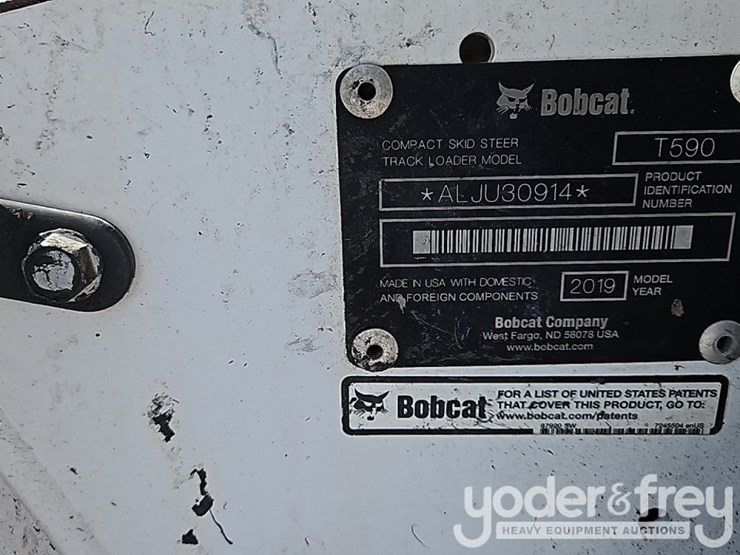 Bobcat.
COMPACT SKID STEER
TRACK LOADER MODEL
T590
*ALJU30914*
PRODUCT
IDENTIFICATION
NUMBER
MADE IN USA WITH DOMESTIC
AND FOREIGN COMPONENTS
2019
MODEL
YEAR
Bobcat Company
West Fargo, ND 58078 USA
www.bobcat.com
Bobcat
FOR A LIST OF UNITED STATES PATENTS
THAT COVER THIS PRODUCT, GO TO:
www.bobcat.com/patents
7245504 enUS
yoder&frey
HEAVY EQUIPMENT AUCTIONS